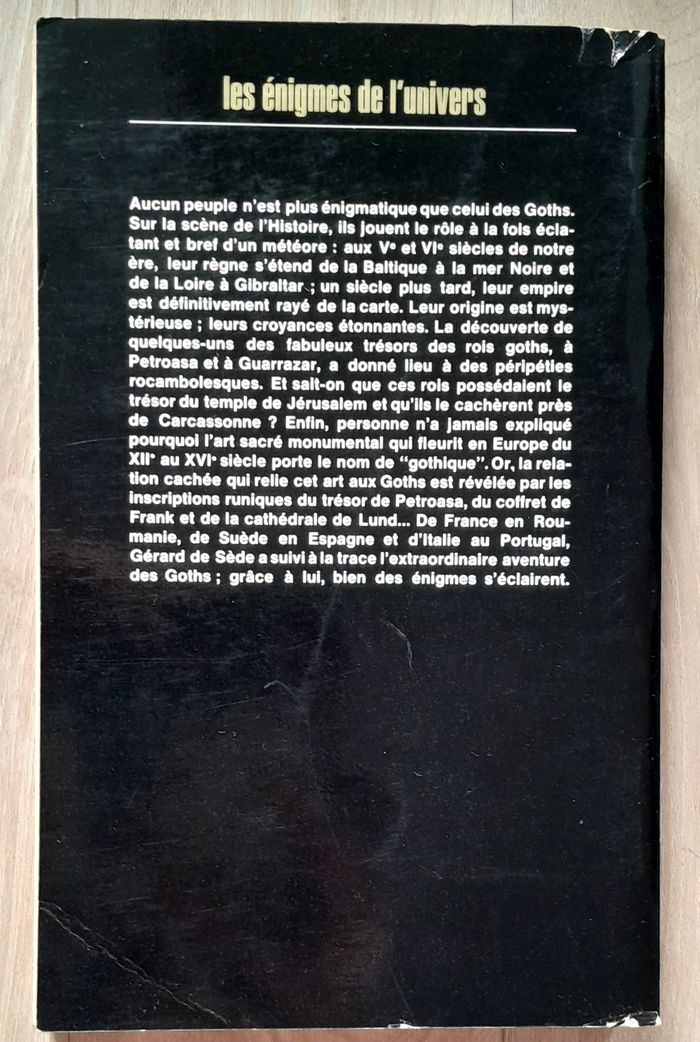 les énigmes de l'univers
Aucun peuple n'est plus énigmatique que celui des Goths.
Sur la scène de l'Histoire, ils jouent le rôle à la fois écla-
tant et bref d'un météore : aux Ve et VIe siècles de notre
ère, leur règne s'étend de la Baltique à la mer Noire et
de la Loire à Gibraltar ; un siècle plus tard, leur empire
est définitivement rayé de la carte. Leur origine est mys-
térieuse ; leurs croyances étonnantes. La découverte de
quelques-uns des fabuleux trésors des rois goths, à
Petroasa et à Guarrazar, a donné lieu à des péripéties
rocambolesques. Et sait-on que ces rois possédaient le
trésor du temple de Jérusalem et qu'ils le cachèrent près
de Carcassonne ? Enfin, personne n'a jamais expliqué
pourquoi l'art sacré monumental qui fleurit en Europe du
XIIe au XVIe siècle porte le nom de "gothique". Or, la rela-
tion cachée qui relie cet art aux Goths est révélée par les
inscriptions runiques du trésor de Petroasa, du coffret de
Frank et de la cathédrale de Lund... De France en Rou-
manie, de Suède en Espagne et d'Italie au Portugal,
Gérard de Sède a suivi à la trace l'extraordinaire aventure
des Goths ; grâce à lui, bien des énigmes s'éclairent.